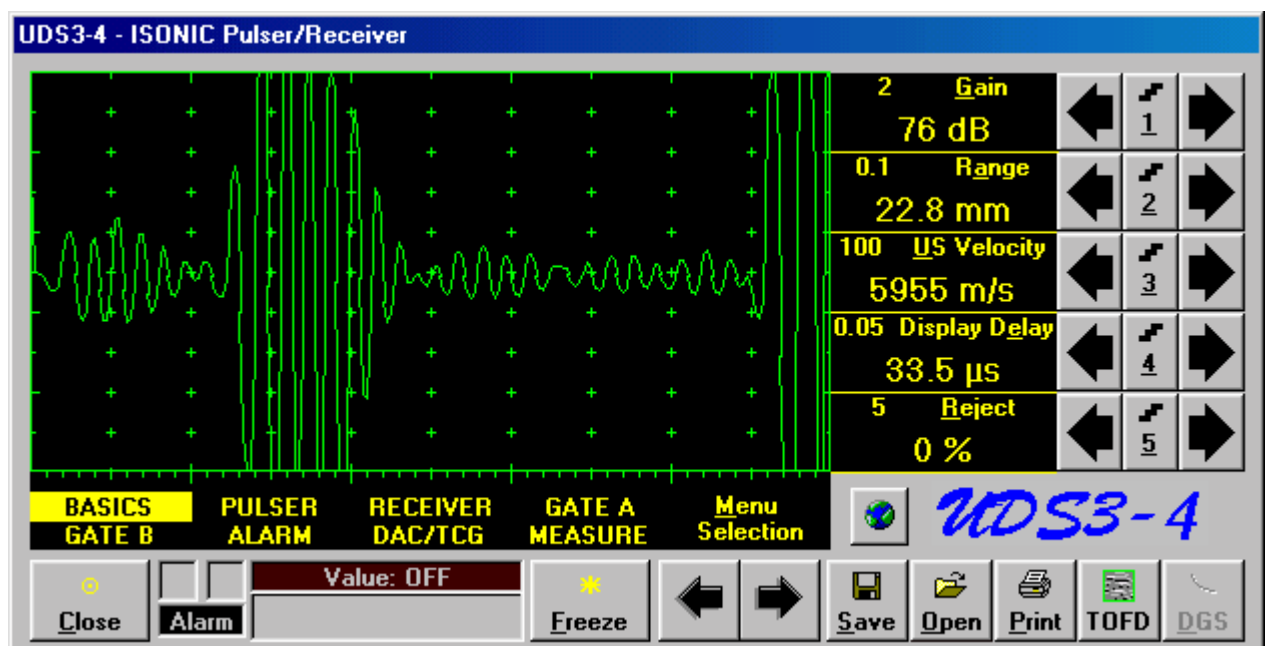 UDS3-4 - ISONIC Pulser/Receiver
2 Gain
76 dB
1
0.1 Range
22.8 mm
2
100 US Velocity
5955 m/s
3
0.05 Display Delay
33.5 µs
4
5 Reject
0 %
5
BASICS PULSER RECEIVER GATE A Menu
GATE B ALARM DAC/TCG MEASURE Selection
UDS3-4
Value: OFF
Close Alarm Freeze Save Open Print TOFD DGS